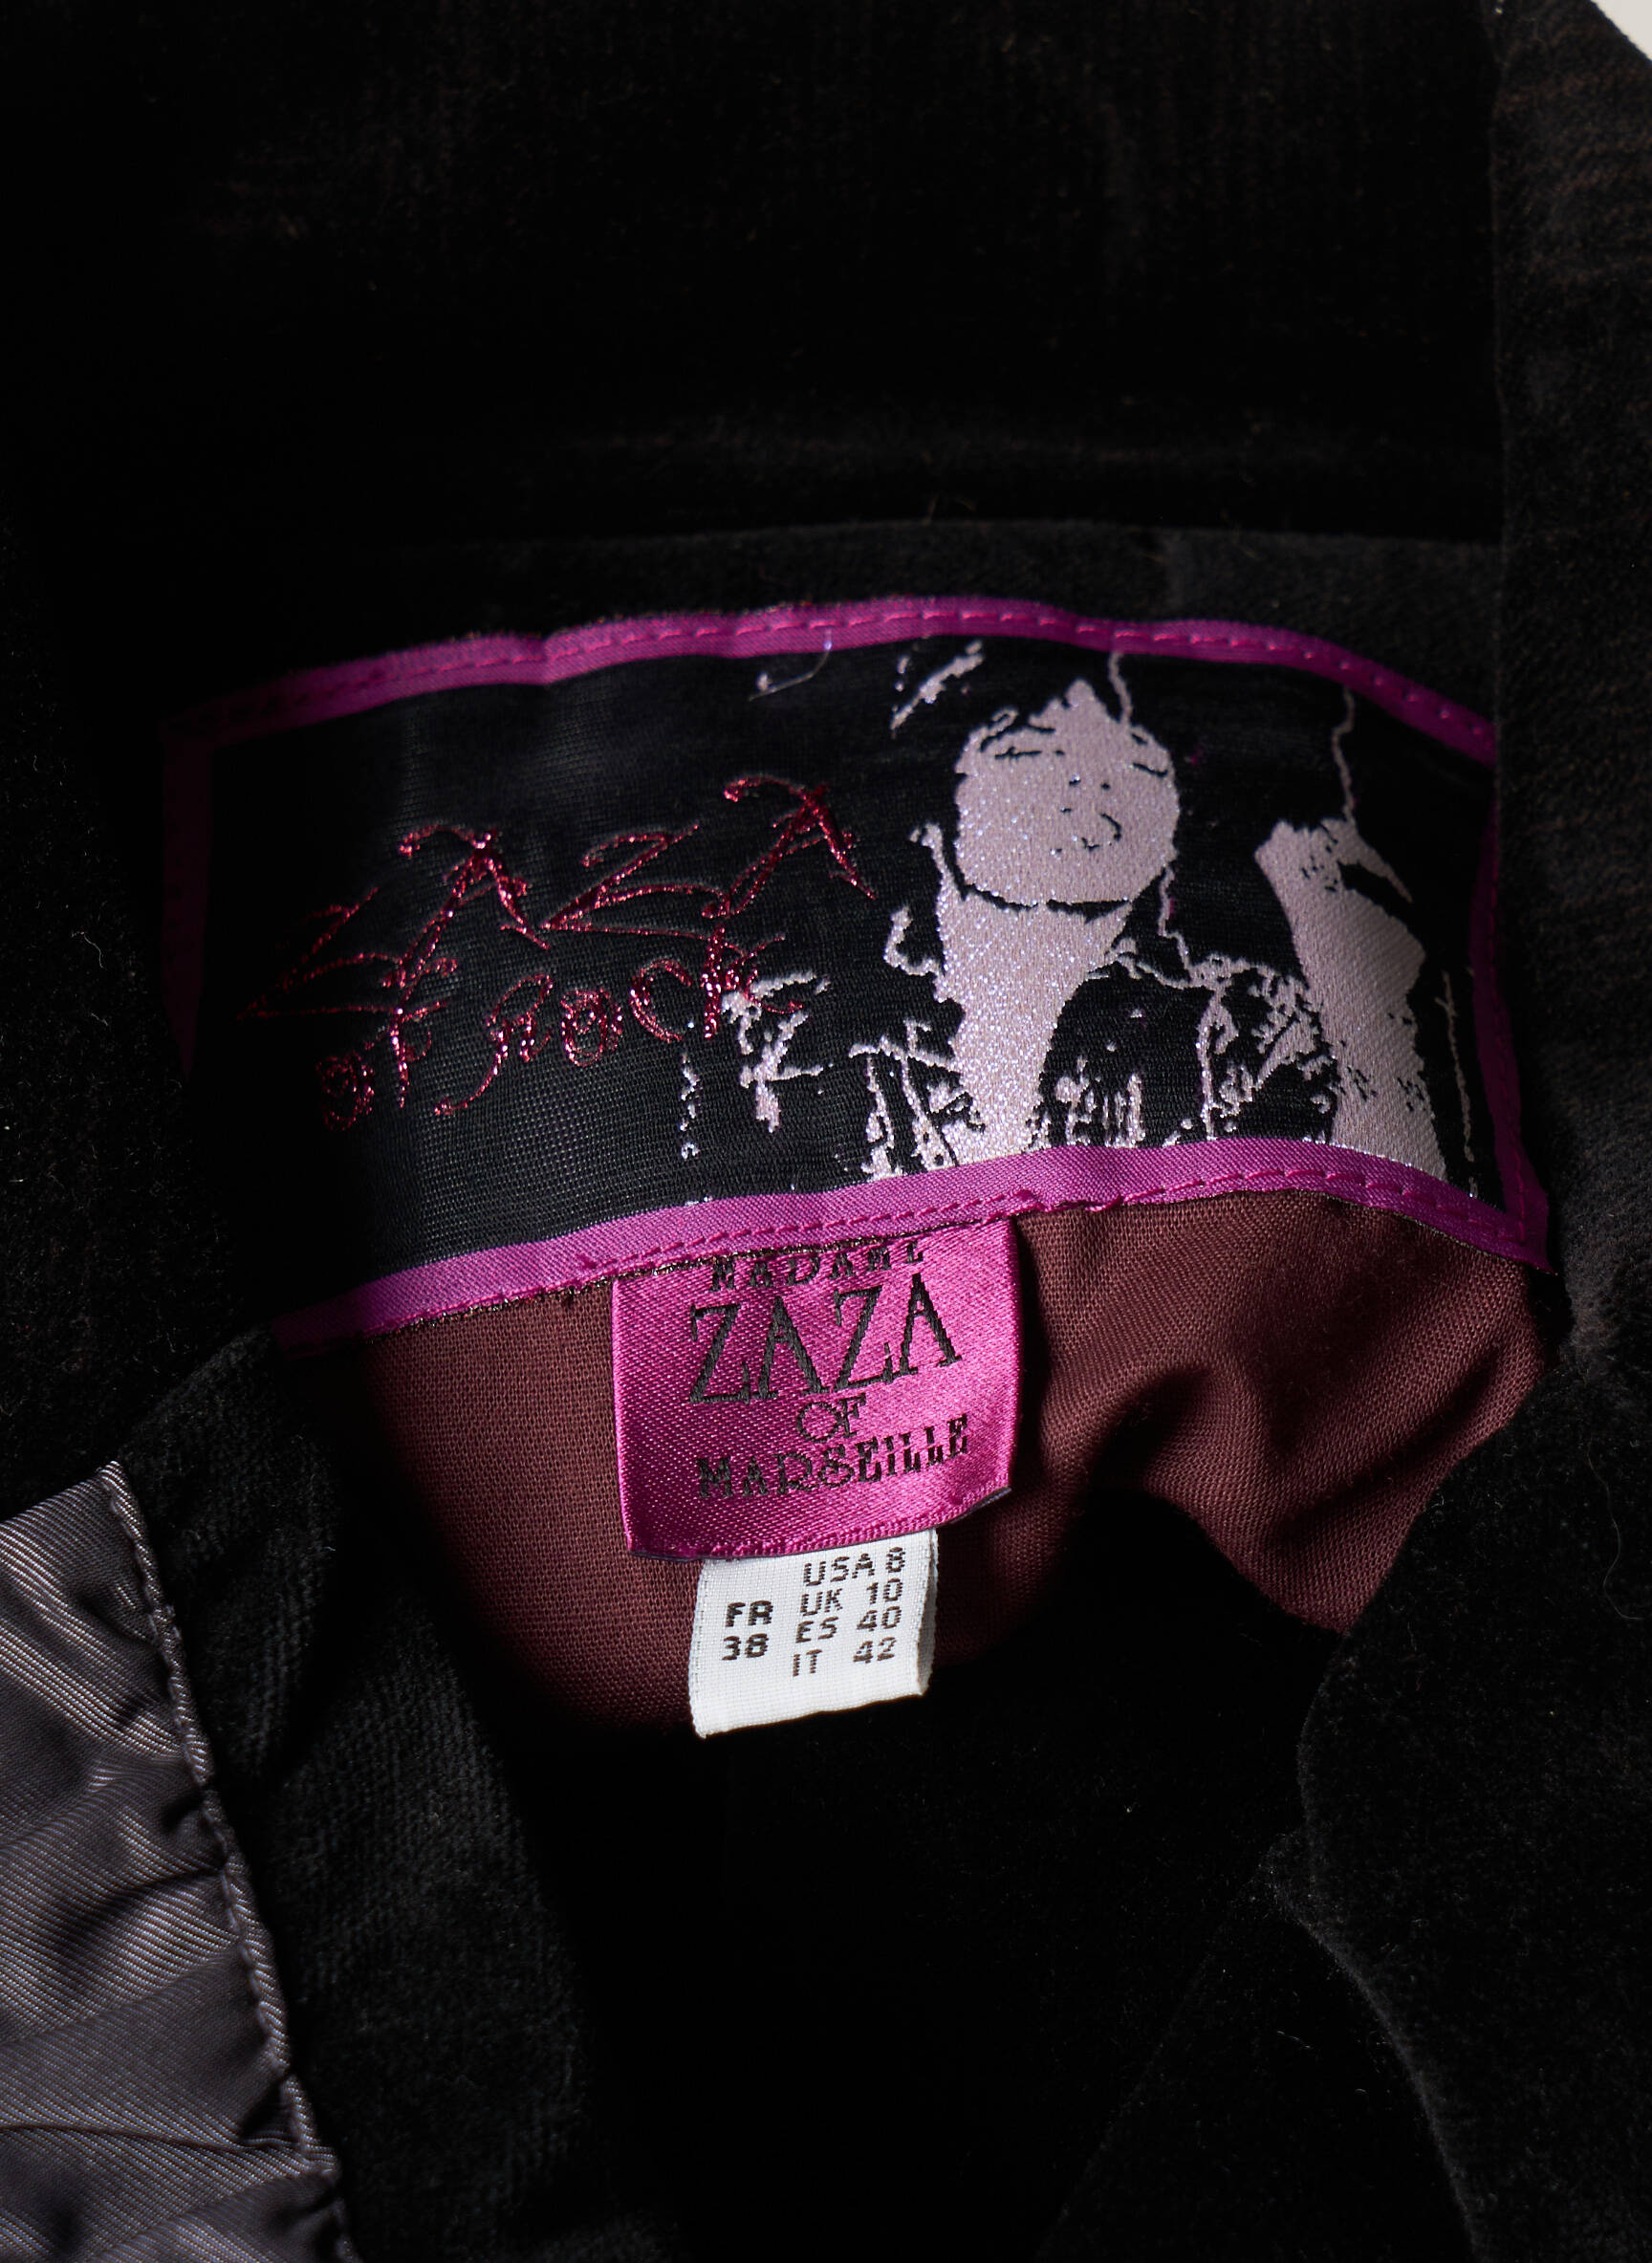 ZAZA
of Rock
MADAME
ZAZA
OF
MARSEILLE
FR
38
USA 8
UK 10
ES 40
IT 42